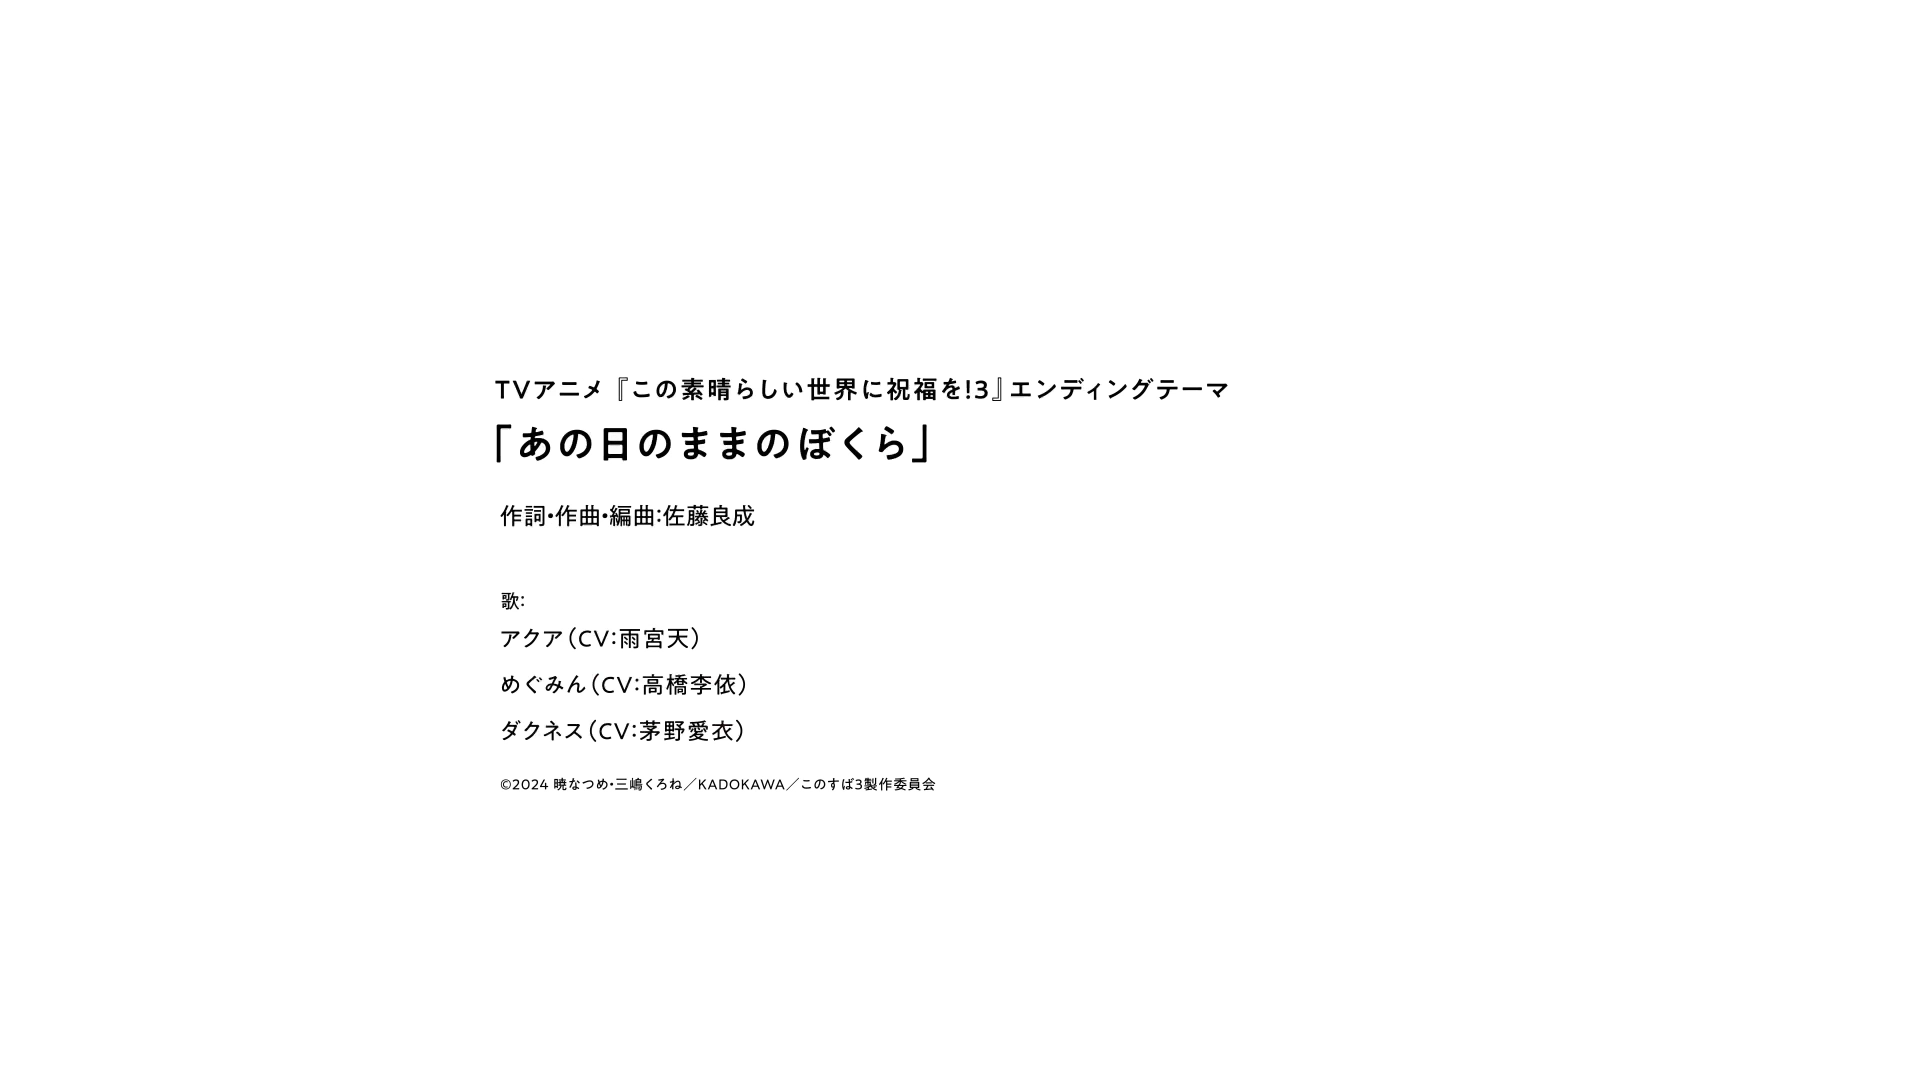 TVアニメ『この素晴らしい世界に祝福を!3』エンディングテーマ
「あの日のままのぼくら」
作詞・作曲・編曲:佐藤良成
歌:
アクア（CV:雨宮天）
めぐみん（CV:高橋李依）
ダクネス（CV:茅野愛衣）
©2024 暁なつめ・三嶋くろね／KADOKAWA／このすば3製作委員会